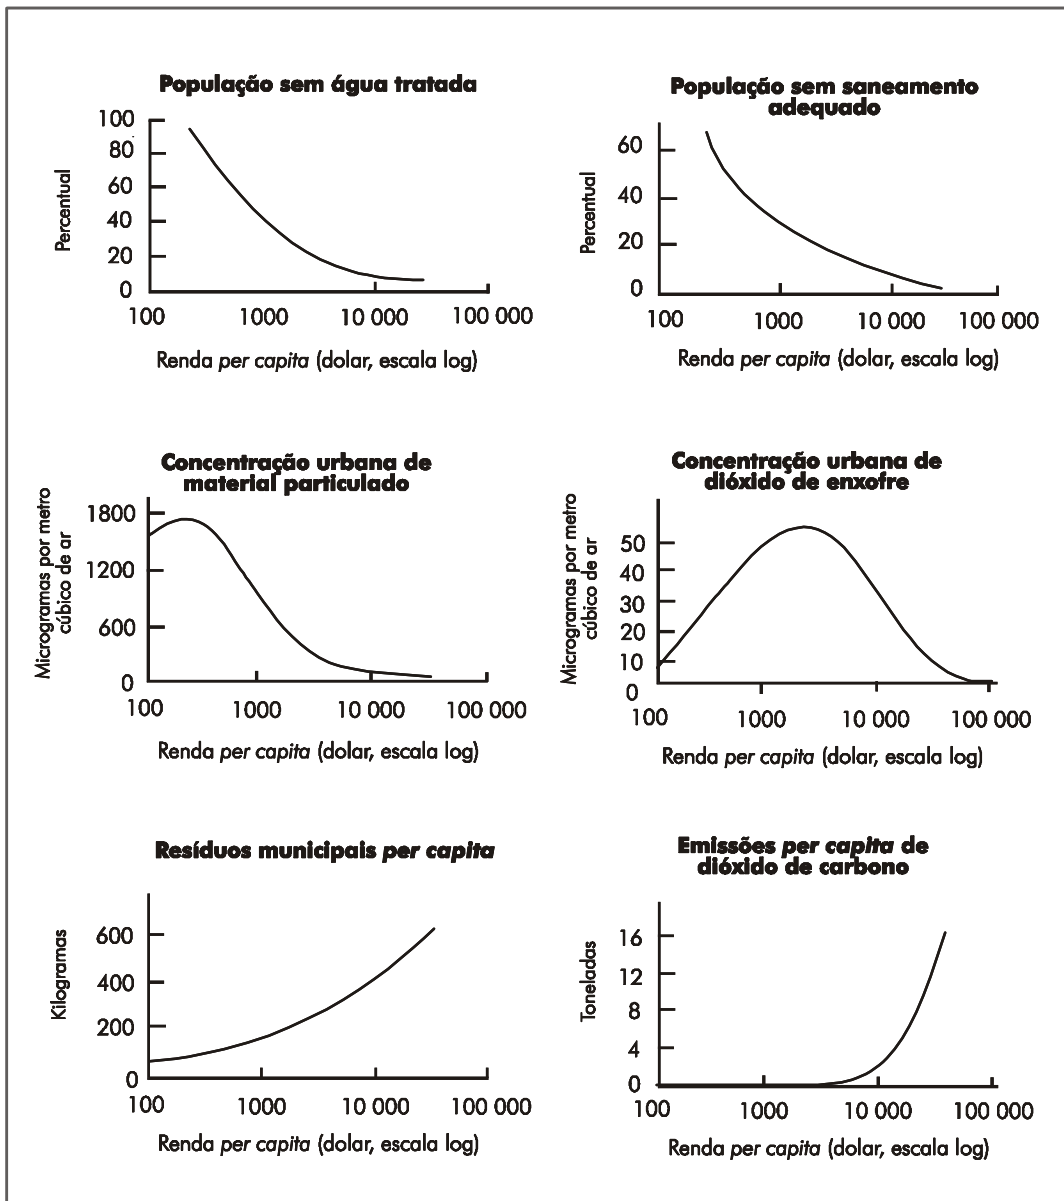 População sem água tratada
Percentual
100
80
60
40
20
0
100 1000 10 000 100 000
Renda per capita (dolar, escala log)
População sem saneamento
adequado
Percentual
60
40
20
0
100 1000 10 000 100 000
Renda per capita (dolar, escala log)
Concentração urbana de
material particulado
Microgramas por metro
cúbico de ar
1800
1200
600
0
100 1000 10 000 100 000
Renda per capita (dolar, escala log)
Concentração urbana de
dióxido de enxofre
Microgramas por metro
cúbico de ar
50
40
30
20
10
0
100 1000 10 000 100 000
Renda per capita (dolar, escala log)
Resíduos municipais per capita
Kilogramas
600
400
200
0
100 1000 10 000 100 000
Renda per capita (dolar, escala log)
Emissões per capita de
dióxido de carbono
Toneladas
16
12
8
4
0
100 1000 10 000 100 000
Renda per capita (dolar, escala log)